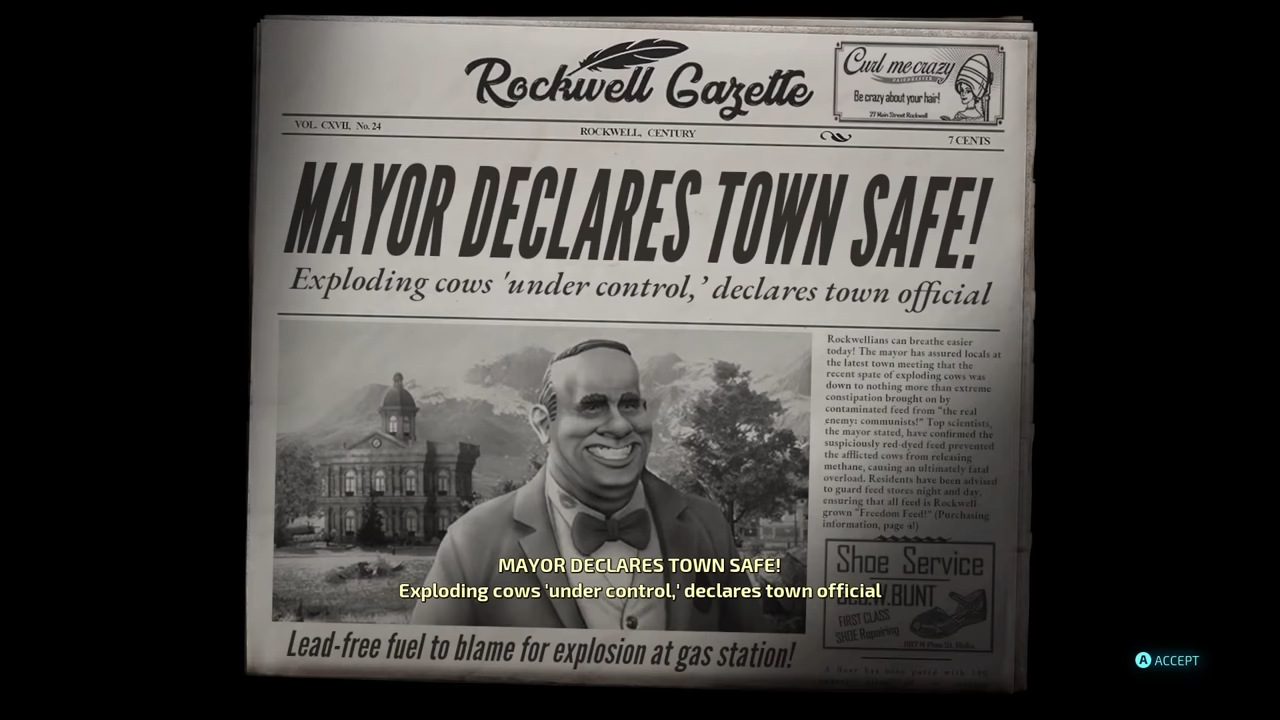 Rockwell Gazette
Curl me crazy
Be crazy about your hair!
27 Main Street Rockwell
VOL. CXVII, No. 24
ROCKWELL, CENTURY
7 CENTS
MAYOR DECLARES TOWN SAFE!
Exploding cows 'under control,' declares town official
Rockwellians can breathe easier
today! The mayor has assured locals at
the latest town meeting that the
recent spate of exploding cows was
down to nothing more than extreme
constipation brought on by
contaminated feed from "the real
enemy: communists!" Top scientists,
the mayor stated, have confirmed the
suspiciously red-dyed feed prevented
the afflicted cows from releasing
methane, causing an ultimately fatal
overload. Residents have been advised
to guard feed stores night and day,
ensuring that all feed is Rockwell-
grown "Freedom Feed!" (Purchasing
information, page 4!)
Shoe Service
W.BUNT
FIRST CLASS
SHOE Repairing
MAYOR DECLARES TOWN SAFE!
Exploding cows 'under control,' declares town official
Lead-free fuel to blame for explosion at gas station!
A ACCEPT